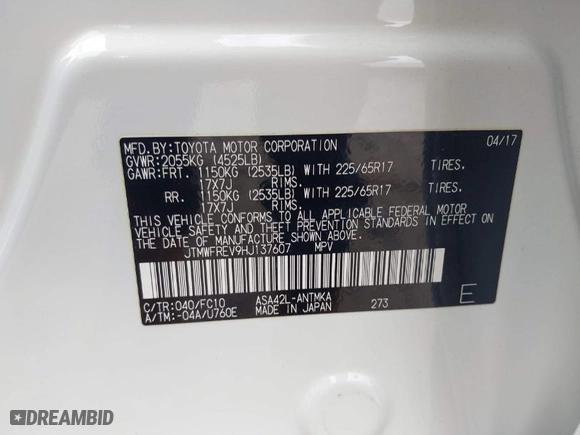 MFD.BY:TOYOTA MOTOR CORPORATION 04/17
GVWR:2055KG (4525LB)
GAWR:FRT. 1150KG (2535LB) WITH 225/65R17 TIRES.
17X7J RIMS.
RR. 1150KG (2535LB) WITH 225/65R17 TIRES.
17X7J RIMS.
THIS VEHICLE CONFORMS TO ALL APPLICABLE FEDERAL MOTOR
VEHICLE SAFETY AND THEFT PREVENTION STANDARDS IN EFFECT ON
THE DATE OF MANUFACTURE SHOWN ABOVE.
JTMWFREV9HJ137607 MPV
C/TR:040/FC10 ASA42L-ANTMKA E
A/TM:-04A/U760E MADE IN JAPAN 273
DREAMBID